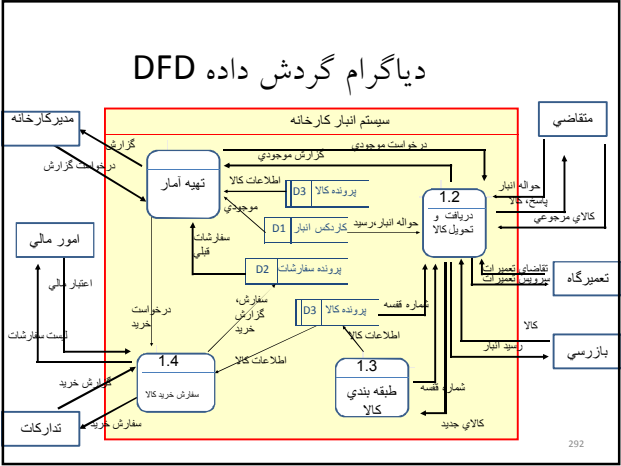 دياگرام گردش داده DFD
سيستم انبار کارخانه
مديرکارخانه
متقاضي
گزارش
درخواست گزارش
درخواست موجودي
گزارش موجودي
تهيه آمار
اطلاعات کالا
D3 پرونده کالا
موجودي
D1 کاردکس انبار
حواله انبار،رسيد
1.2
دريافت و
تحويل کالا
حواله انبار
پاسخ، کالا
کالاي مرجوعي
امور مالي
سفارشات
قبلي
D2 پرونده سفارشات
تقاضاي تعميرات
سرويس تعميرات
تعميرگاه
اعتبار مالي
درخواست
خريد
سفارش،
گزارش
خريد
D3 پرونده کالا
شماره قفسه
ليست سفارشات
اطلاعات کالا
اطلاعات کالا
کالا
رسيد انبار
بازرسي
1.4
سفارش خريد کالا
1.3
طبقه بندي
کالا
شماره قفسه
گزارش خريد
سفارش خريد
تدارکات
کالاي جديد
292